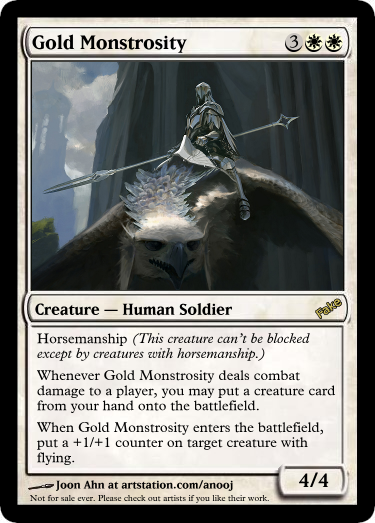 Gold Monstrosity 3
Creature — Human Soldier Fake
Horsemanship (This creature can't be blocked
except by creatures with horsemanship.)
Whenever Gold Monstrosity deals combat
damage to a player, you may put a creature card
from your hand onto the battlefield.
When Gold Monstrosity enters the battlefield,
put a +1/+1 counter on target creature with
flying.
4/4
Joon Ahn at artstation.com/anooj
Not for sale ever. Please check out artists if you like their work.